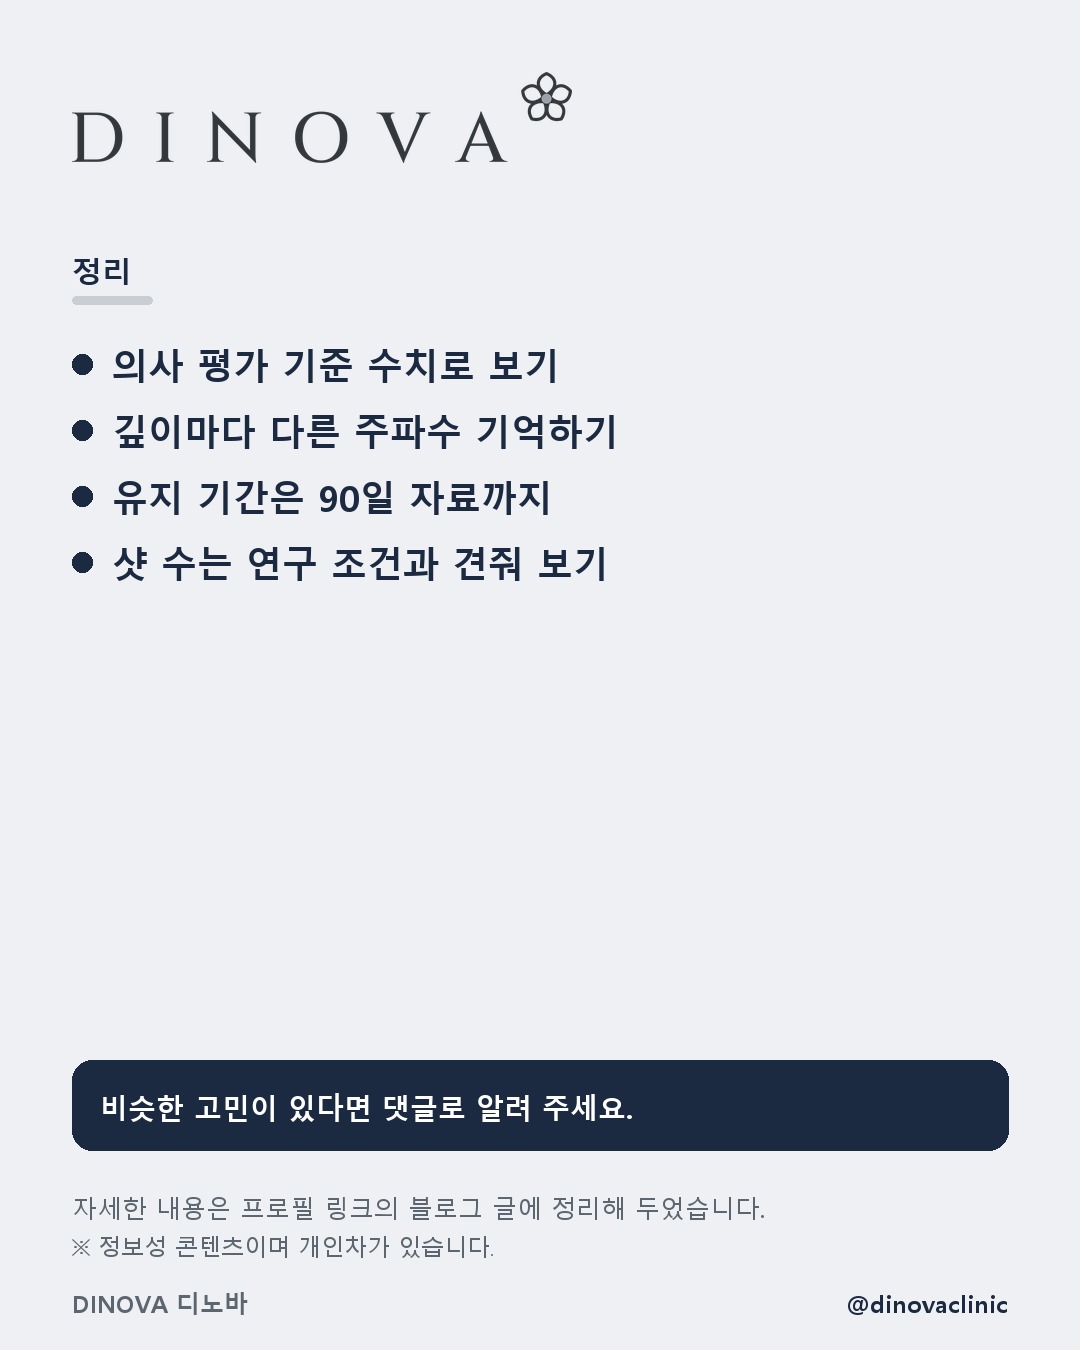 DINOVA
정리
● 의사 평가 기준 수치로 보기
● 깊이마다 다른 주파수 기억하기
● 유지 기간은 90일 자료까지
● 샷 수는 연구 조건과 견줘 보기
비슷한 고민이 있다면 댓글로 알려 주세요.
자세한 내용은 프로필 링크의 블로그 글에 정리해 두었습니다.
※ 정보성 콘텐츠이며 개인차가 있습니다.
DINOVA 디노바
@dinovaclinic